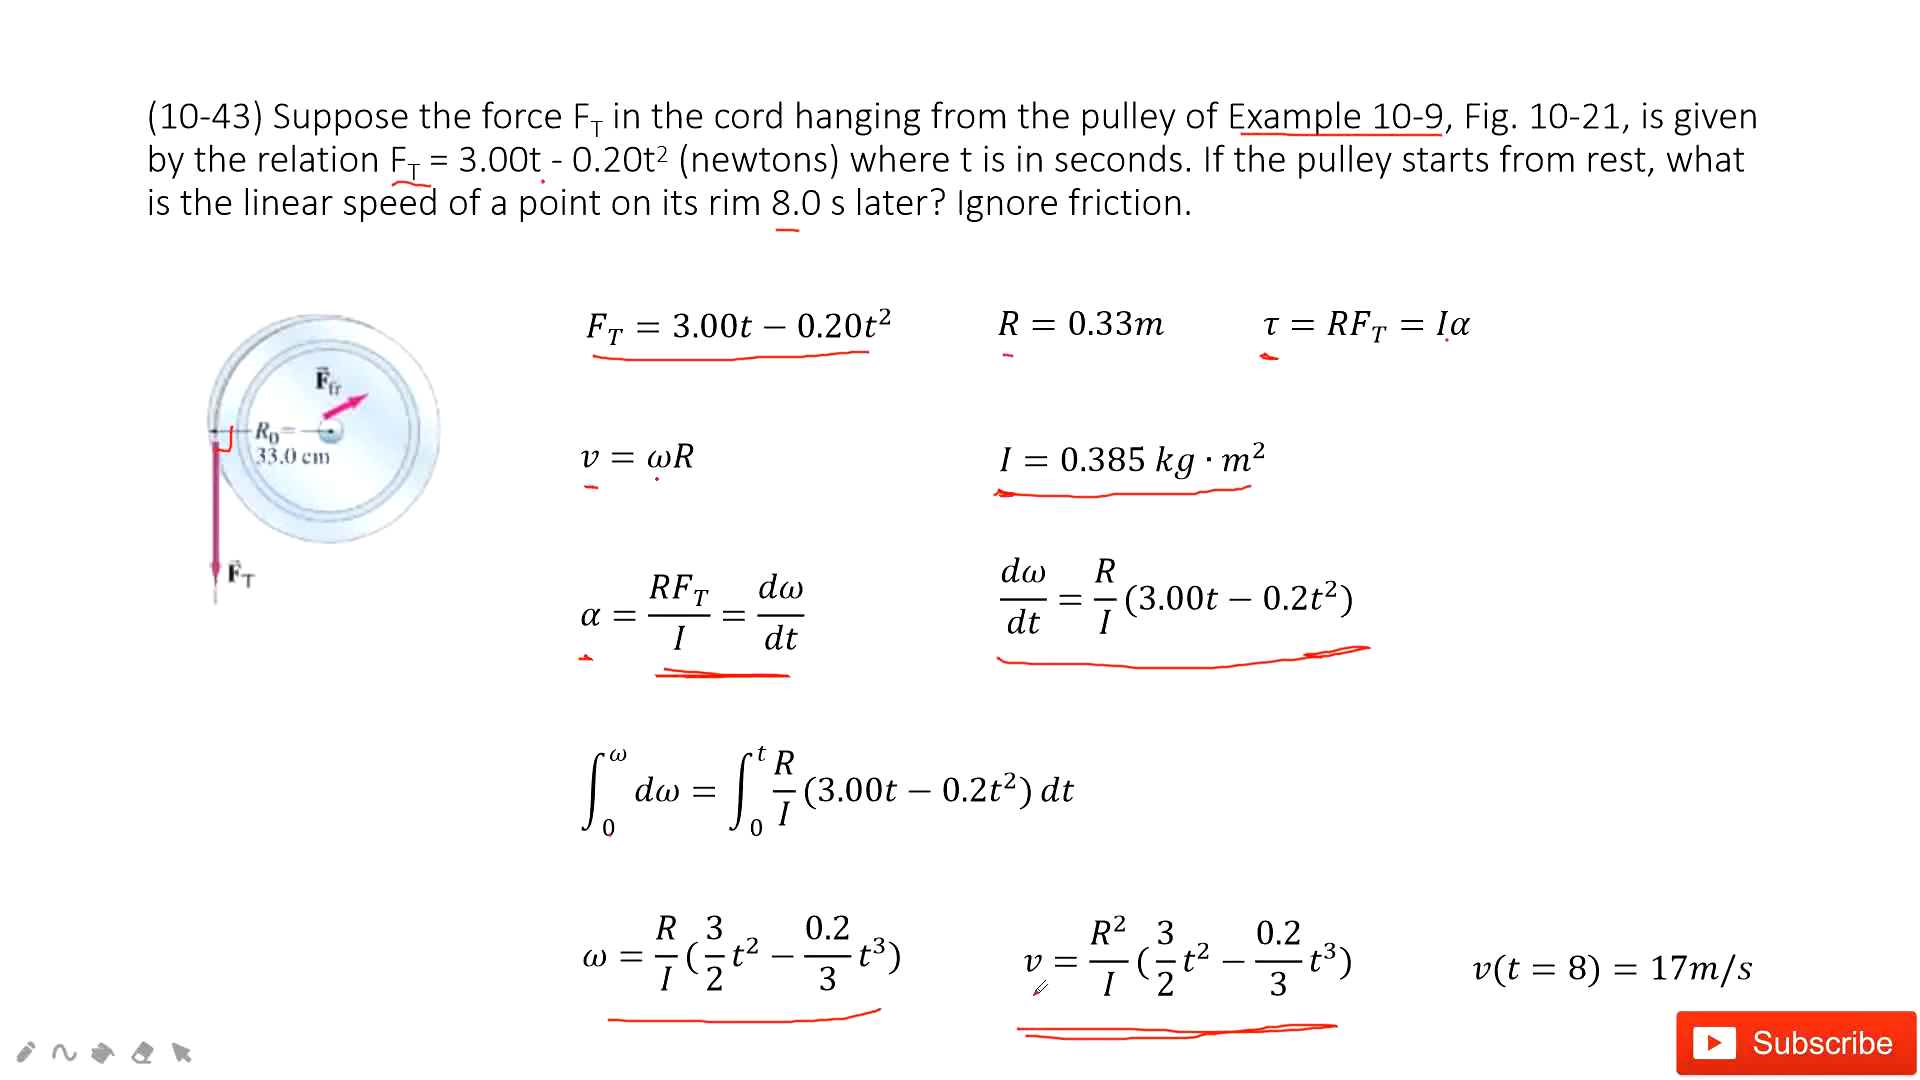 (10-43) Suppose the force F_T in the cord hanging from the pulley of Example 10-9, Fig. 10-21, is given
by the relation F_T = 3.00t - 0.20t² (newtons) where t is in seconds. If the pulley starts from rest, what
is the linear speed of a point on its rim 8.0 s later? Ignore friction.
F_T = 3.00t − 0.20t²
R = 0.33m
τ = RF_T = Iα
F_fr
R₀ =
33.0 cm
F_T
v = ωR
I = 0.385 kg · m²
α = RF_T/I = dω/dt
dω/dt = R/I (3.00t − 0.2t²)
∫₀^ω dω = ∫₀^t R/I (3.00t − 0.2t²) dt
ω = R/I (3/2 t² − 0.2/3 t³)
v = R²/I (3/2 t² − 0.2/3 t³)
v(t = 8) = 17m/s
Subscribe